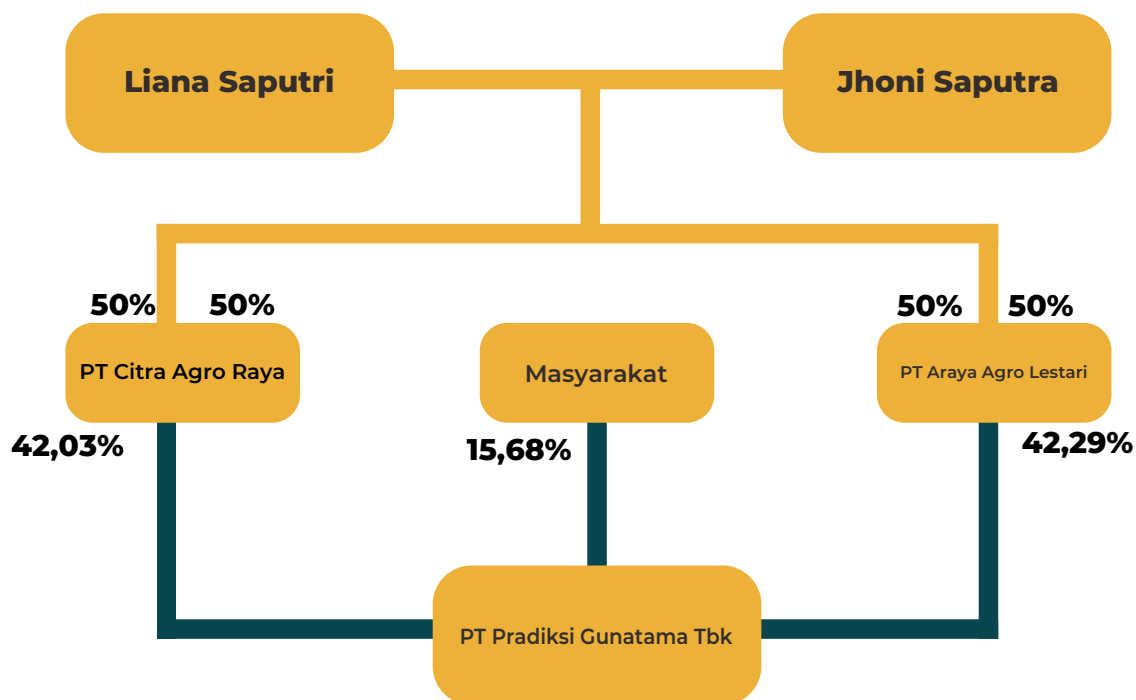 Liana Saputri
Jhoni Saputra
50%
50%
50%
50%
PT Citra Agro Raya
Masyarakat
PT Araya Agro Lestari
42,03%
15,68%
42,29%
PT Pradiksi Gunatama Tbk